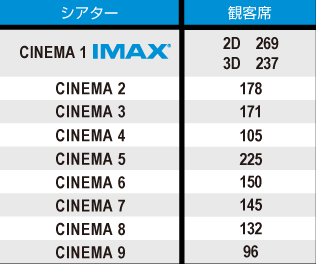 シアター 観客席
CINEMA 1 IMAX® 2D 269
3D 237
CINEMA 2 178
CINEMA 3 171
CINEMA 4 105
CINEMA 5 225
CINEMA 6 150
CINEMA 7 145
CINEMA 8 132
CINEMA 9 96